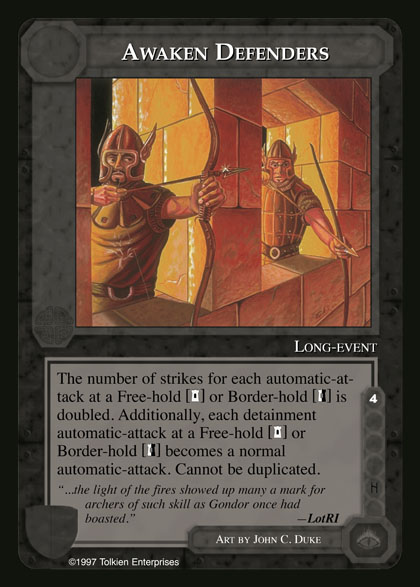 AWAKEN DEFENDERS
LONG-EVENT
The number of strikes for each automatic-at-
tack at a Free-hold [ ] or Border-hold [ ] is
doubled. Additionally, each detainment
automatic-attack at a Free-hold [ ] or
Border-hold [ ] becomes a normal
automatic-attack. Cannot be duplicated.
4
“...the light of the fires showed up many a mark for
archers of such skill as Gondor once had
boasted.” —LotRI
ART BY JOHN C. DUKE
©1997 Tolkien Enterprises